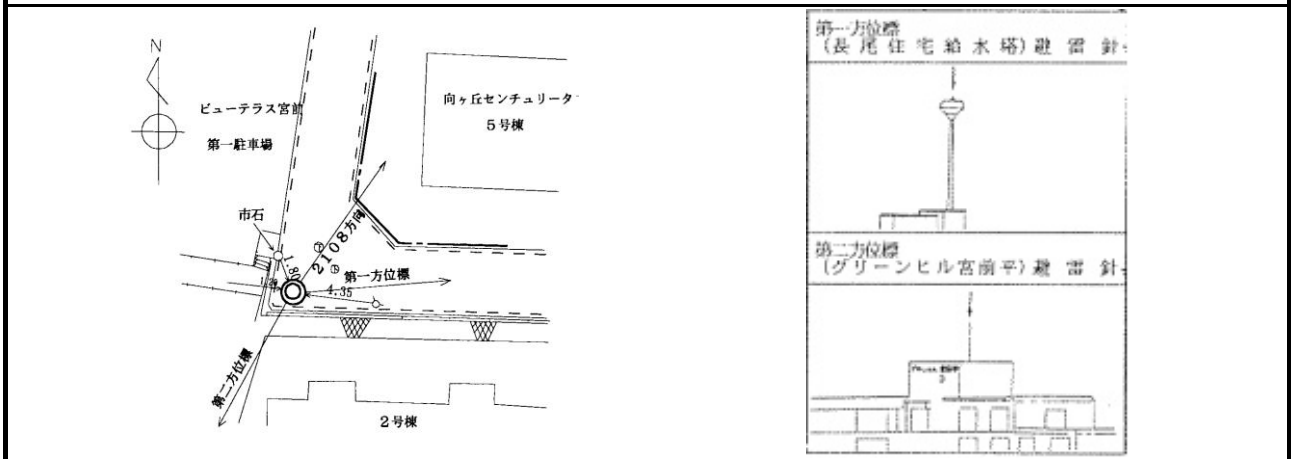 N
ビューテラス宮前
第一駐車場
向ヶ丘センチュリータ
5号棟
市石
1.80
2108方向
第一方位標
4.35
第二方位標
2号棟
第一方位標
(長尾住宅給水塔)避雷針
第二方位標
(グリーンヒル宮前平)避雷針